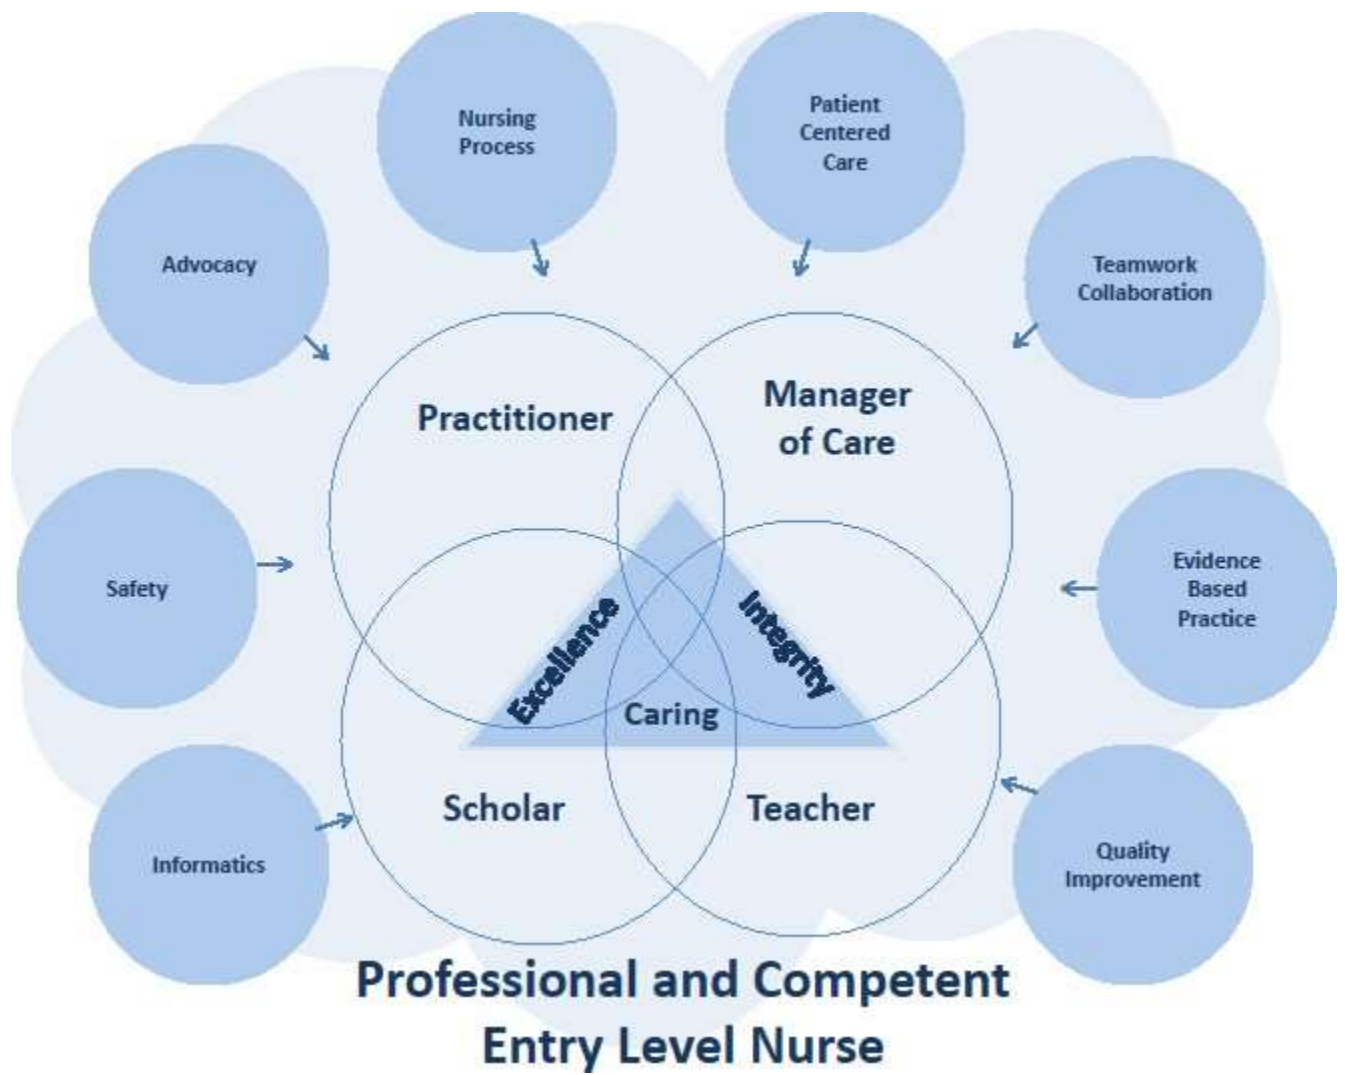 Nursing
Process
Patient
Centered
Care
Advocacy
Teamwork
Collaboration
Practitioner
Manager
of Care
Safety
Evidence
Based
Practice
Excellence
Integrity
Caring
Scholar
Teacher
Informatics
Quality
Improvement
Professional and Competent
Entry Level Nurse